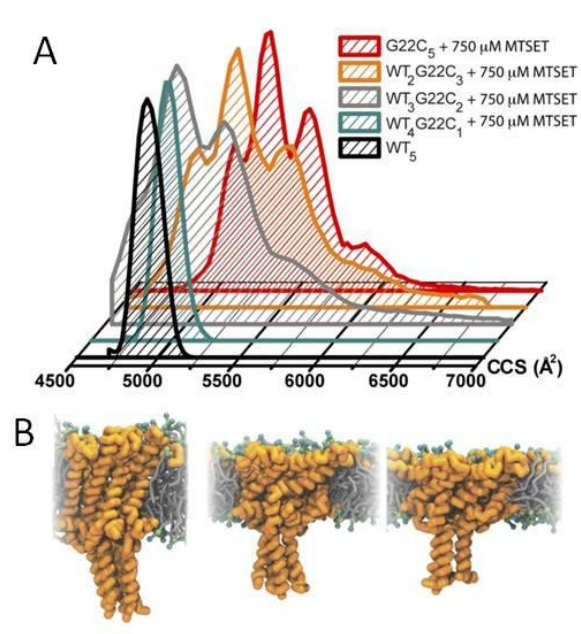 A
G22C5 + 750 μM MTSET
WT2G22C3 + 750 μM MTSET
WT3G22C2 + 750 μM MTSET
WT4G22C1 + 750 μM MTSET
WT5
4500 5000 5500 6000 6500 7000 CCS (Å2)
B